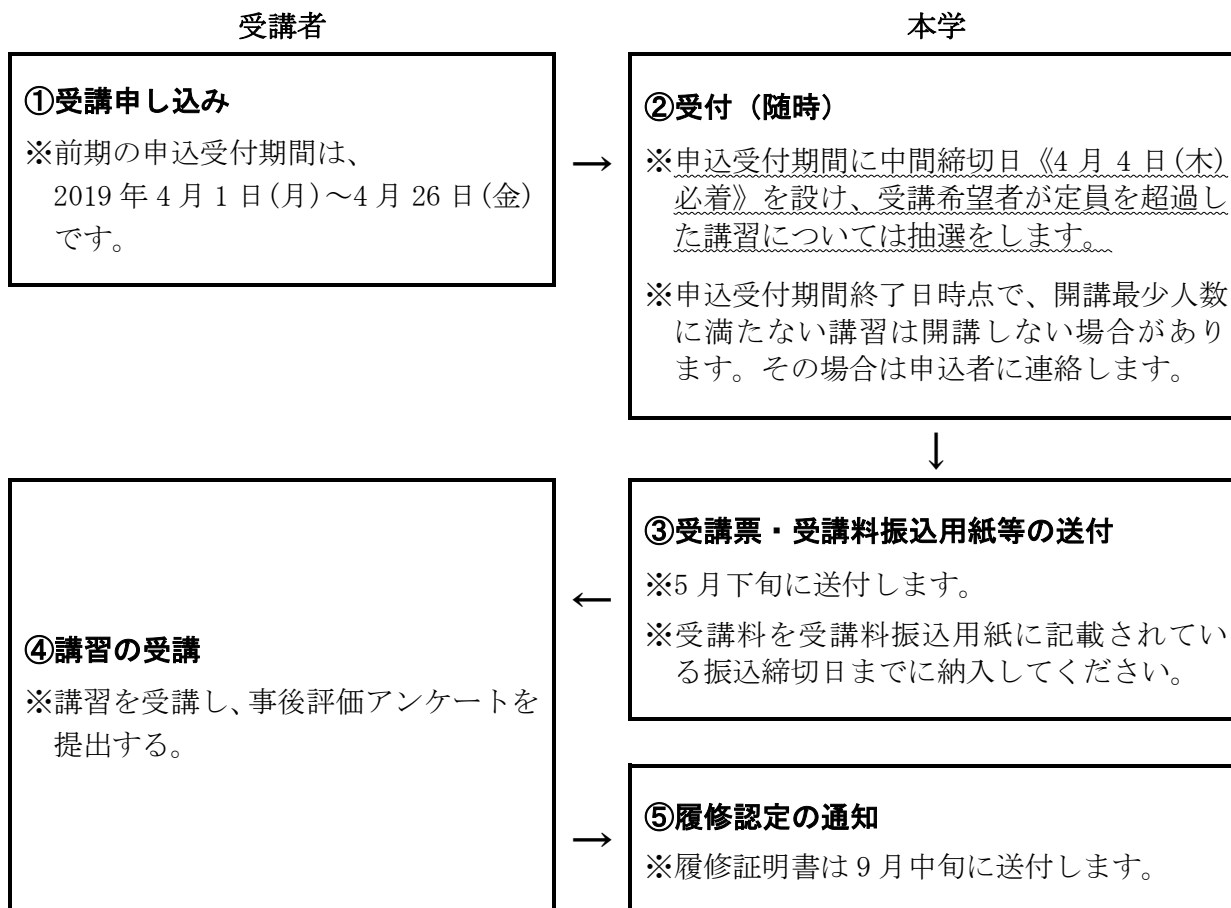 受講者
本学
①受講申し込み
※前期の申込受付期間は、
2019年4月1日(月)～4月26日(金)
です。
→
②受付（随時）
※申込受付期間に中間締切日《4月4日(木)
必着》を設け、受講希望者が定員を超過し
た講習については抽選をします。
※申込受付期間終了日時点で、開講最少人数
に満たない講習は開講しない場合があり
ます。その場合は申込者に連絡します。
↓
③受講票・受講料振込用紙等の送付
※5月下旬に送付します。
※受講料を受講料振込用紙に記載されてい
る振込締切日までに納入してください。
←
④講習の受講
※講習を受講し、事後評価アンケートを
提出する。
→
⑤履修認定の通知
※履修証明書は9月中旬に送付します。